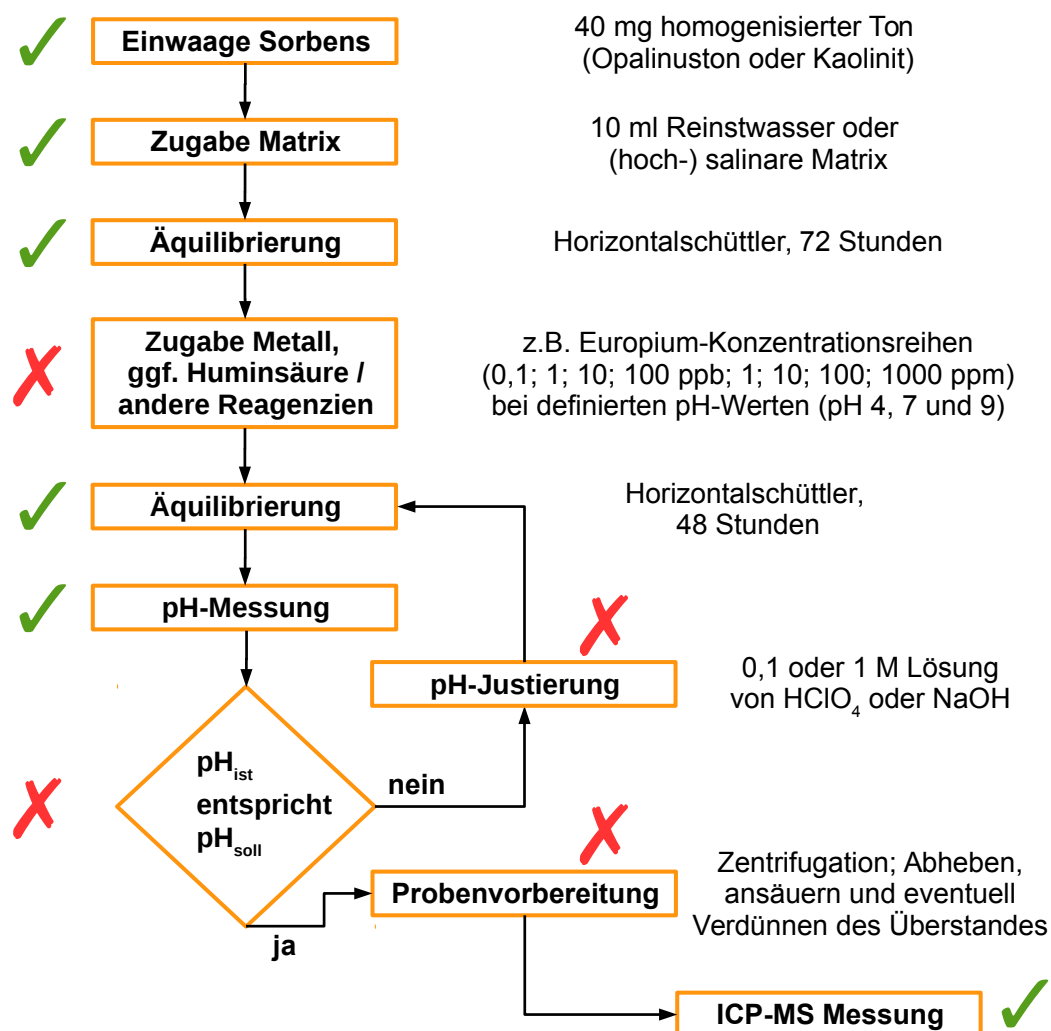 Einwaage Sorbens
40 mg homogenisierter Ton
(Opalinuston oder Kaolinit)
Zugabe Matrix
10 ml Reinstwasser oder
(hoch-) salinare Matrix
Äquilibrierung
Horizontalschüttler, 72 Stunden
Zugabe Metall,
ggf. Huminsäure /
andere Reagenzien
z.B. Europium-Konzentrationsreihen
(0,1; 1; 10; 100 ppb; 1; 10; 100; 1000 ppm)
bei definierten pH-Werten (pH 4, 7 und 9)
Äquilibrierung
Horizontalschüttler,
48 Stunden
pH-Messung
pH-Justierung
0,1 oder 1 M Lösung
von HClO₄ oder NaOH
pHist
entspricht
pHsoll
nein
ja
Probenvorbereitung
Zentrifugation; Abheben,
ansäuern und eventuell
Verdünnen des Überstandes
ICP-MS Messung